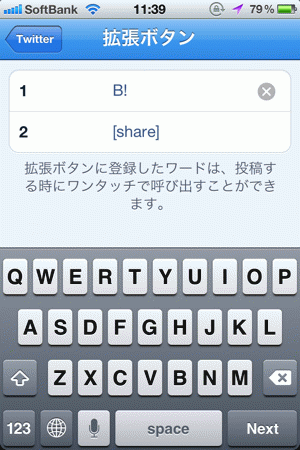 SoftBank 11:39 79%
Twitter 拡張ボタン
1 B!
2 [share]
拡張ボタンに登録したワードは、投稿
する時にワンタッチで呼び出すことができ
ます。
Q W E R T Y U I O P
A S D F G H J K L
Z X C V B N M
123 space Next